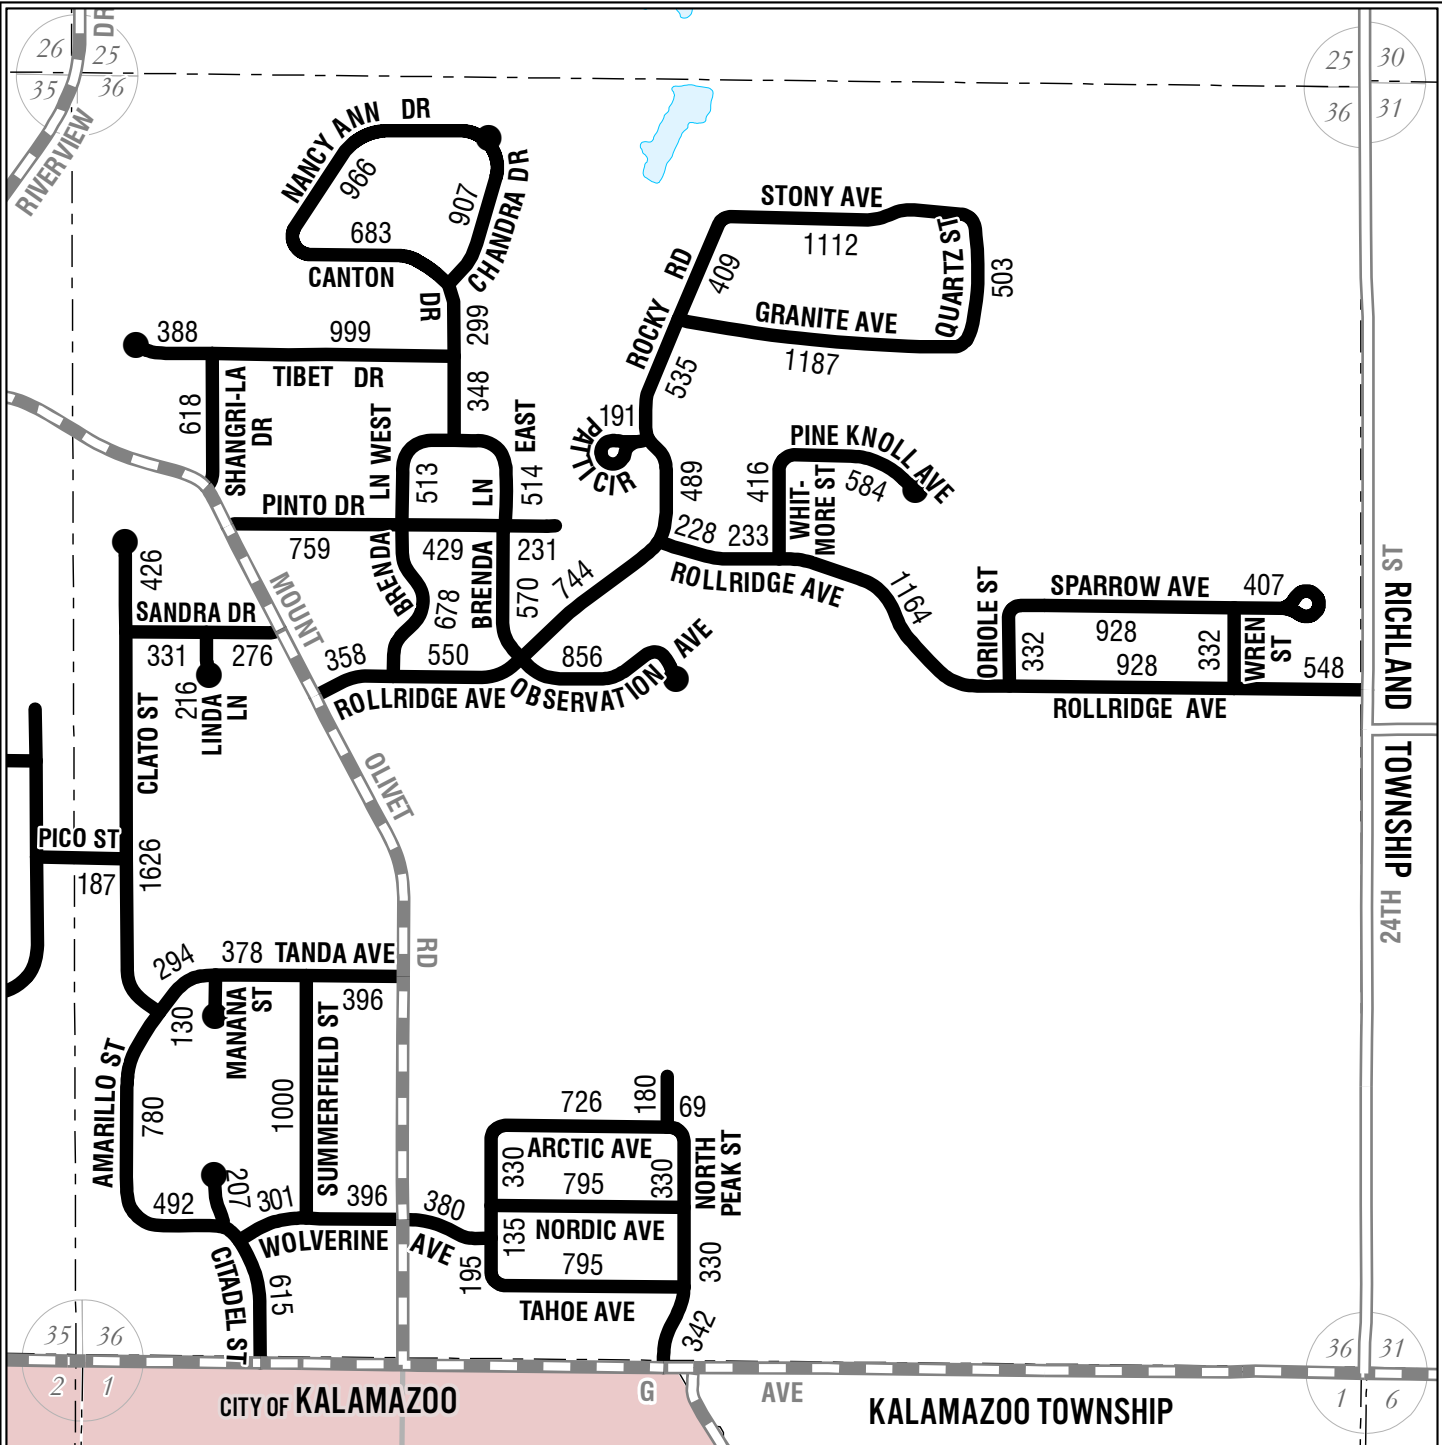 DR
26 25
35 36
25 30
36 31
RIVERVIEW
NANCY ANN DR
966
907
CHANDRA DR
683
CANTON
DR
299
388
999
TIBET DR
348
618
SHANGRI-LA
DR
LN WEST
513
EAST
514
LN
PINTO DR
759
429
231
BRENDA
678
BRENDA
570
744
STONY AVE
1112
ROCKY RD
409
QUARTZ ST
503
GRANITE AVE
1187
535
191
PATILI CIR
489
PINE KNOLL AVE
416
WHIT-
MORE ST
584
228
233
ROLLRIDGE AVE
1164
426
SANDRA DR
331
276
216
LINDA
LN
MOUNT
OLIVET
RD
358
550
856
ROLLRIDGE AVE
OBSERVATION AVE
ORIOLE ST
332
SPARROW AVE
407
928
928
332
WREN
ST
548
ROLLRIDGE AVE
ST
RICHLAND TOWNSHIP
24TH
CLATO ST
PICO ST
187
1626
294
378
TANDA AVE
130
MANANA
ST
396
SUMMERFIELD ST
1000
AMARILLO ST
780
207
492
301
396
380
WOLVERINE AVE
CITADEL ST
615
726
180
69
ARCTIC AVE
330
795
330
NORTH
PEAK ST
NORDIC AVE
135
195
795
330
TAHOE AVE
342
35 36
2 1
36 31
1 6
CITY OF KALAMAZOO
G AVE
KALAMAZOO TOWNSHIP